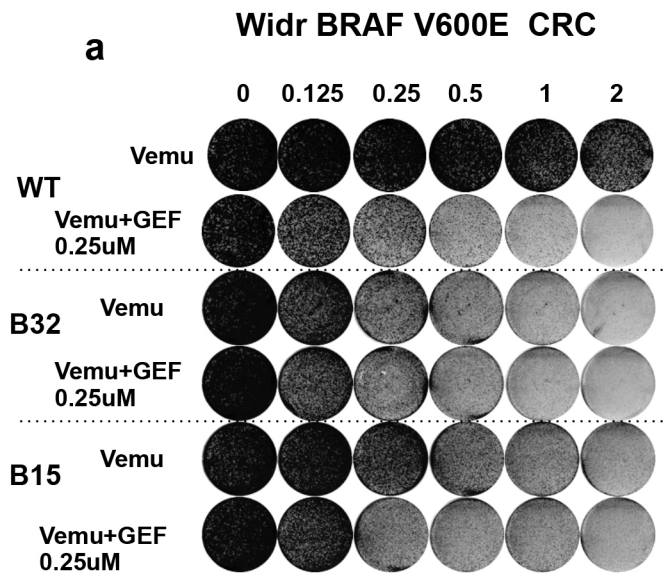 Widr BRAF V600E CRC
a
0 0.125 0.25 0.5 1 2
Vemu
WT
Vemu+GEF
0.25uM
Vemu
B32
Vemu+GEF
0.25uM
Vemu
B15
Vemu+GEF
0.25uM